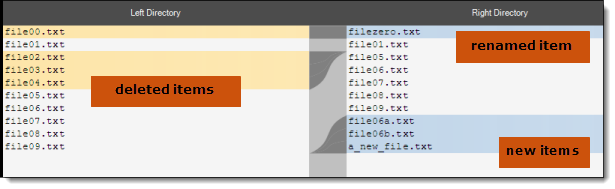 Left Directory
Right Directory
file00.txt
file01.txt
file02.txt
file03.txt
file04.txt
file05.txt
file06.txt
file07.txt
file08.txt
file09.txt
deleted items
filezero.txt
file01.txt
file05.txt
file06.txt
file07.txt
file08.txt
file09.txt
file06a.txt
file06b.txt
a_new_file.txt
renamed item
new items